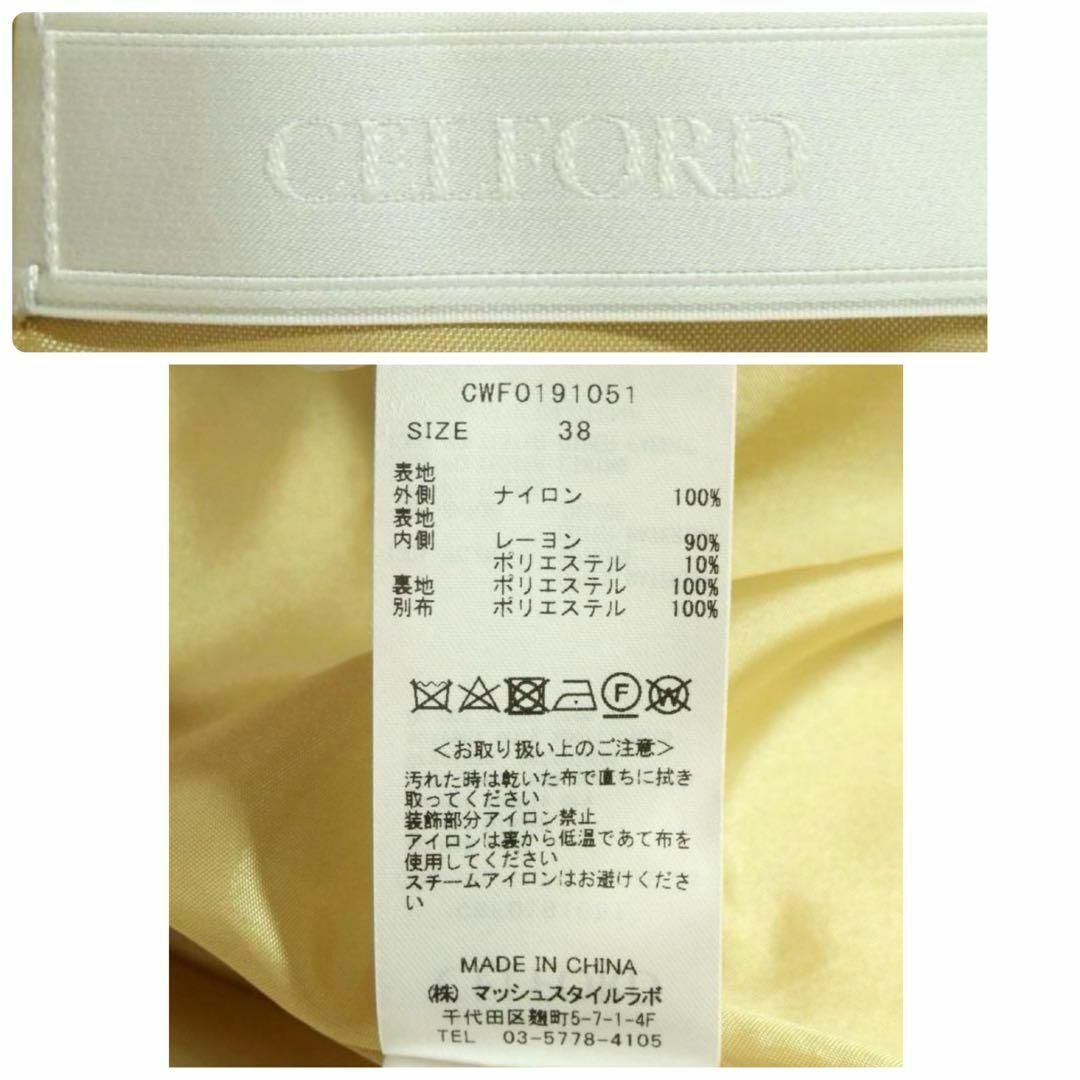 CELFORD
CWF0191051
SIZE 38
表地
外側 ナイロン 100%
表地
内側 レーヨン 90%
ポリエステル 10%
裏地 ポリエステル 100%
別布 ポリエステル 100%
F W
＜お取り扱い上のご注意＞
汚れた時は乾いた布で直ちに拭き
取ってください
装飾部分アイロン禁止
アイロンは裏から低温であて布を
使用してください
スチームアイロンはお避けくださ
い
MADE IN CHINA
(株) マッシュスタイルラボ
千代田区麹町5-7-1-4F
TEL 03-5778-4105